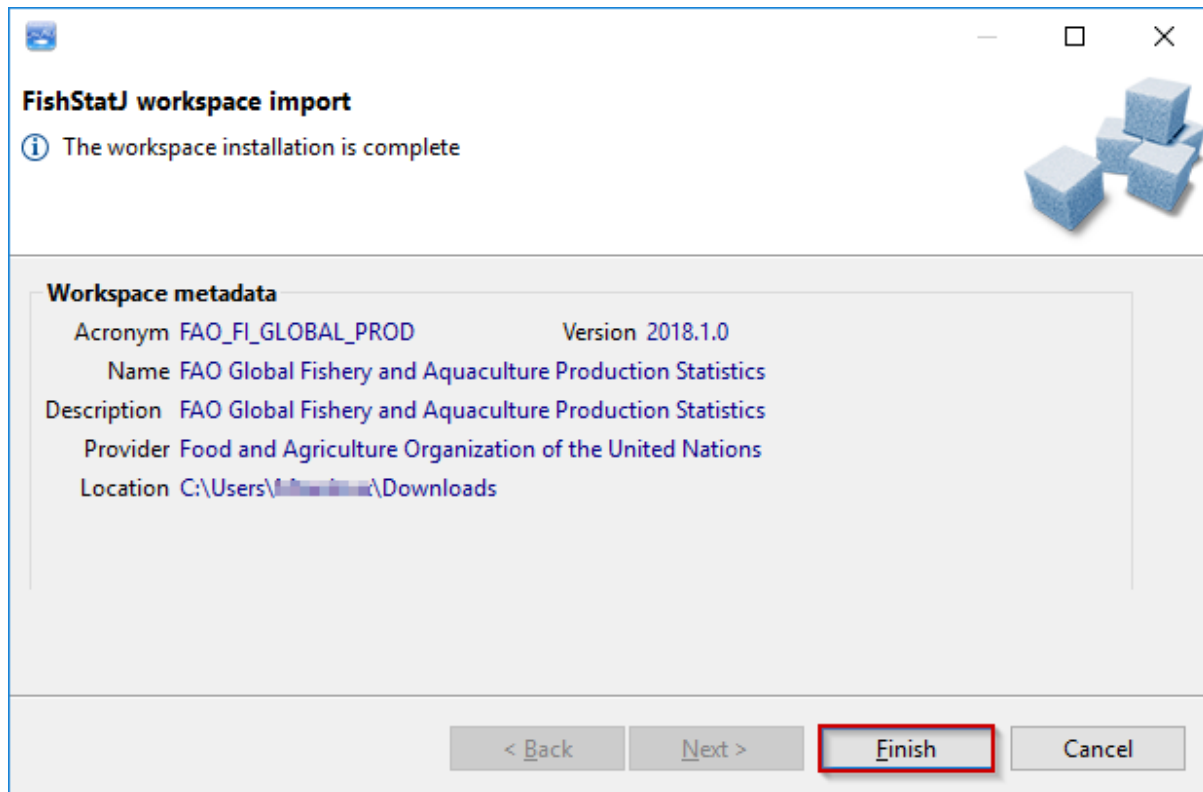 FishStatJ workspace import
The workspace installation is complete
Workspace metadata
Acronym FAO_FI_GLOBAL_PROD Version 2018.1.0
Name FAO Global Fishery and Aquaculture Production Statistics
Description FAO Global Fishery and Aquaculture Production Statistics
Provider Food and Agriculture Organization of the United Nations
Location C:\Users\ \Downloads
< Back Next > Finish Cancel